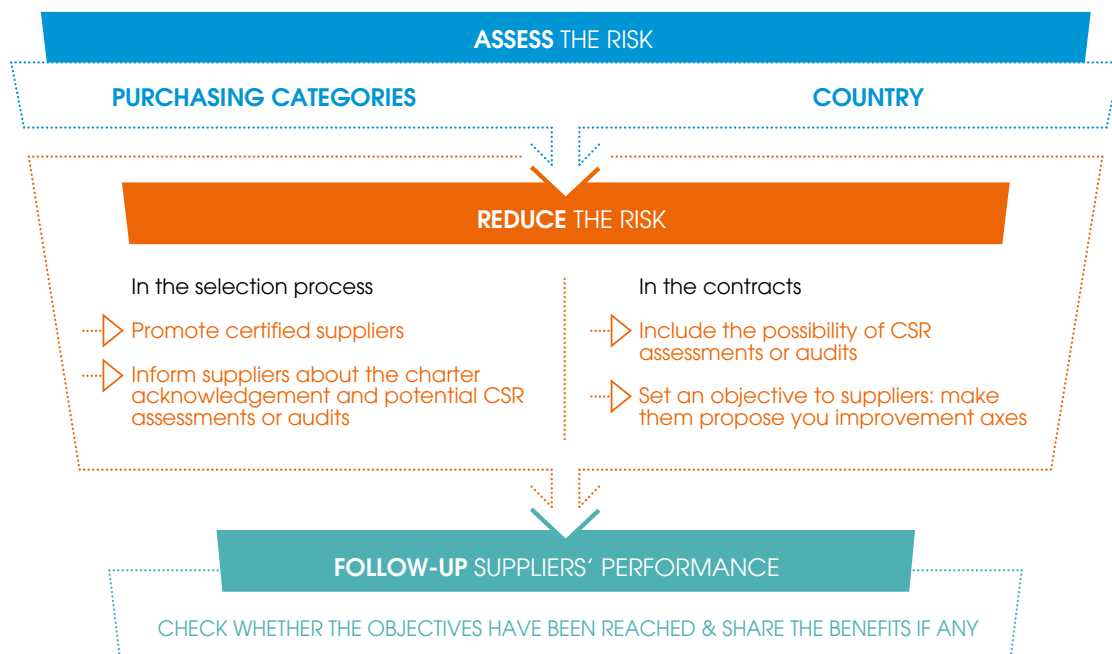 ASSESS THE RISK
PURCHASING CATEGORIES
COUNTRY
REDUCE THE RISK
In the selection process
Promote certified suppliers
Inform suppliers about the charter
acknowledgement and potential CSR
assessments or audits
In the contracts
Include the possibility of CSR
assessments or audits
Set an objective to suppliers: make
them propose you improvement axes
FOLLOW-UP SUPPLIERS’ PERFORMANCE
CHECK WHETHER THE OBJECTIVES HAVE BEEN REACHED & SHARE THE BENEFITS IF ANY